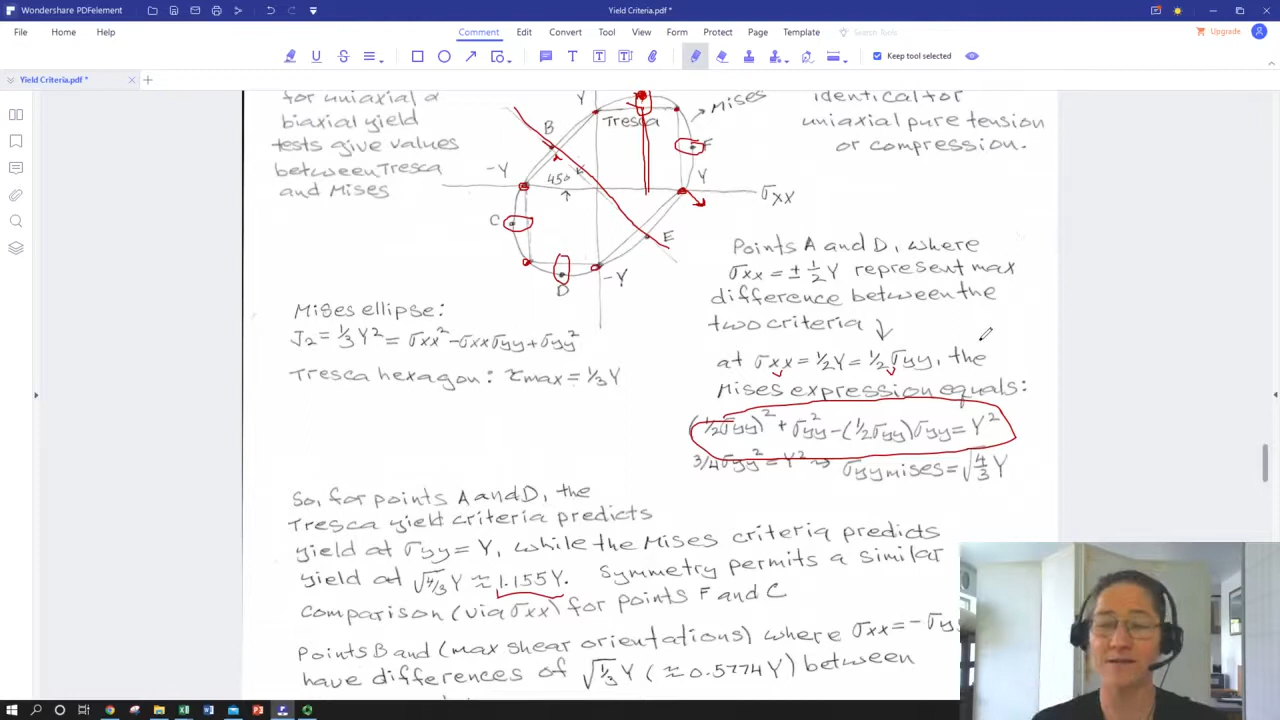 Wondershare PDFelement
Yield Criteria.pdf *
File Home Help Comment Edit Convert Tool View Form Protect Page Template Search Tools
Upgrade
Keep tool selected
Yield Criteria.pdf *
for uniaxial &
biaxial yield
tests give values
between Tresca
and Mises
Y
Mises
Tresca
B
F
-Y
45°
Y
σxx
C
E
D
-Y
identical for
uniaxial pure tension
or compression.
Points A and D, where
σxx = ± ½ Y represent max
difference between the
two criteria ↓
at σxx = ½Y = ½σyy, the
Mises expression equals:
(½σyy)² + σyy² - (½σyy)σyy = Y²
3/4σyy² = Y² → σyymises = √4/3 Y
Mises ellipse:
J2 = ⅓ Y² = σxx² - σxxσyy + σyy²
Tresca hexagon: τmax = ⅓ Y
So, for points A and D, the
Tresca yield criteria predicts
yield at σyy = Y, while the Mises criteria predicts
yield at √4/3 Y ≈ 1.155Y. Symmetry permits a similar
comparison (via σxx) for points F and C
Points B and (max shear orientations) where σxx = -σyy
have differences of √1/3 Y (≈ 0.5774Y) between